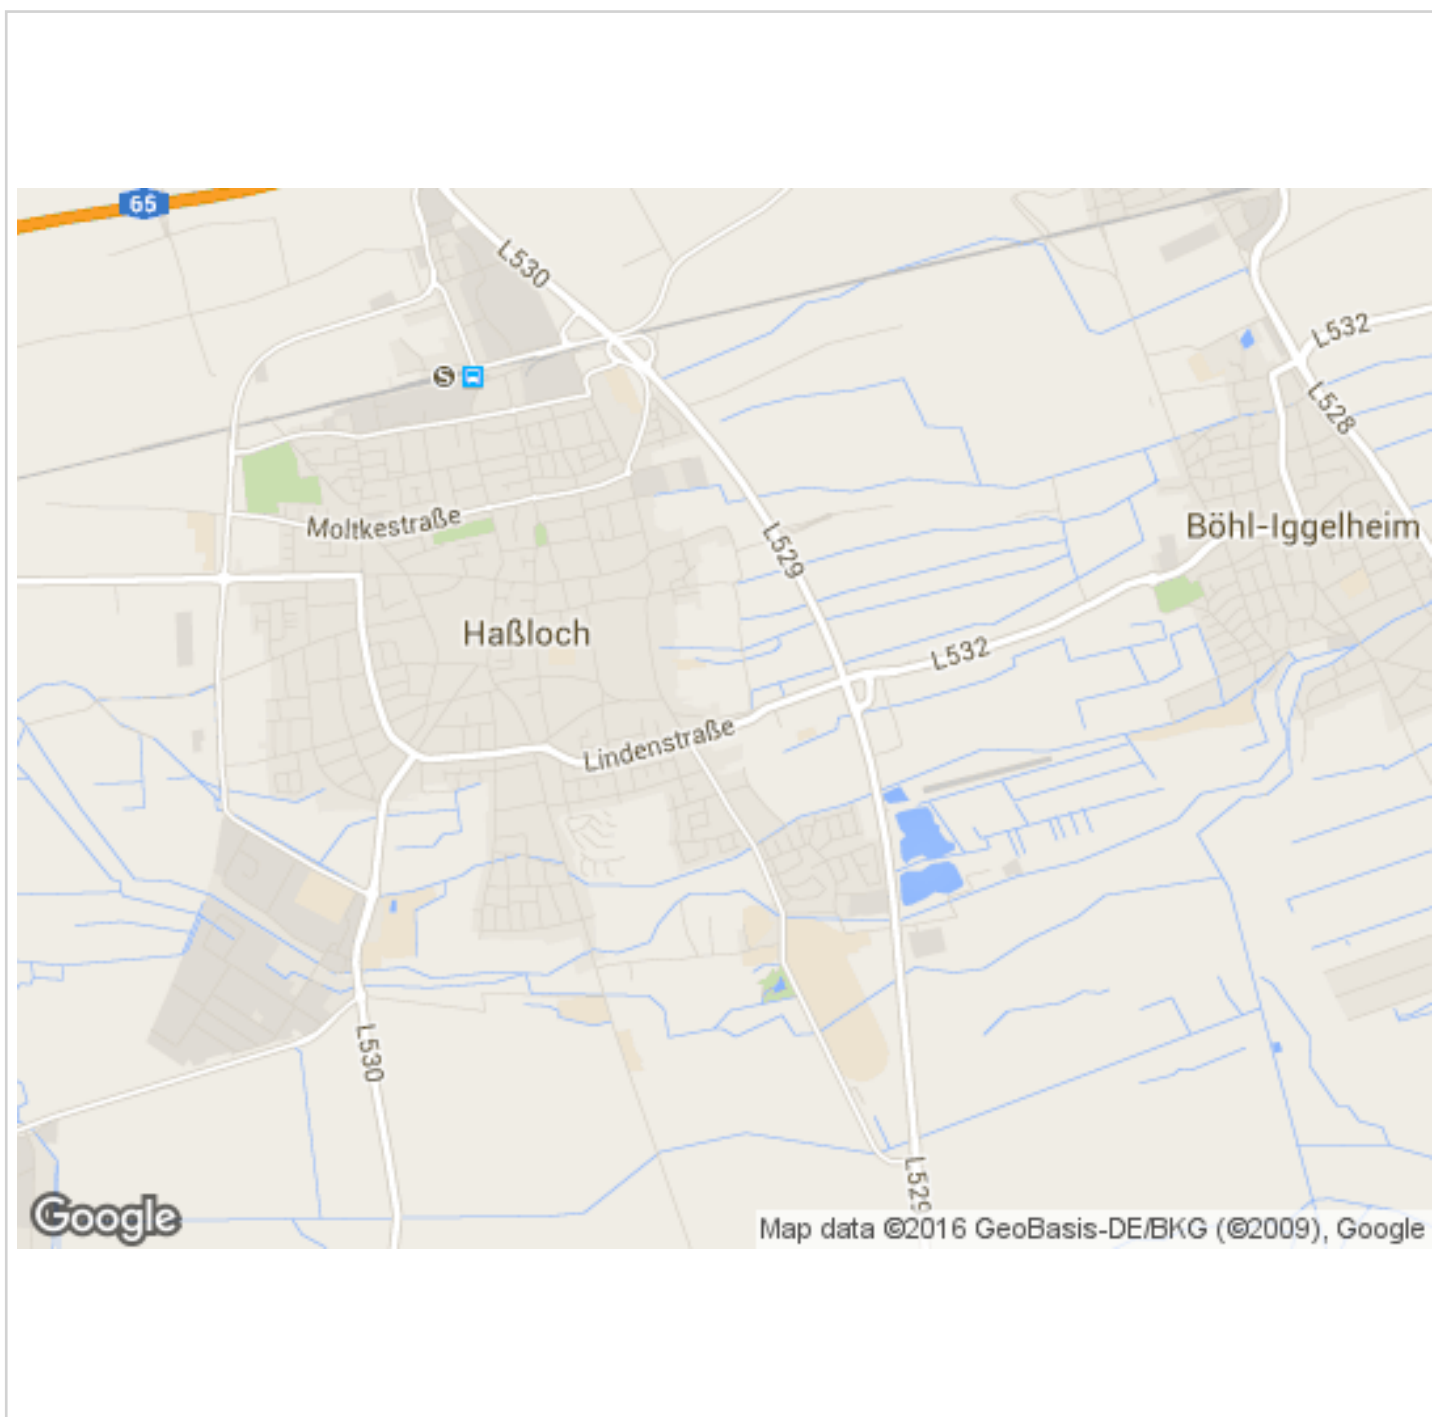 65
L530
L532
S
L528
Moltkestraße
Böhl-Iggelheim
L529
Haßloch
L532
Lindenstraße
L530
L529
Google
Map data ©2016 GeoBasis-DE/BKG (©2009), Google